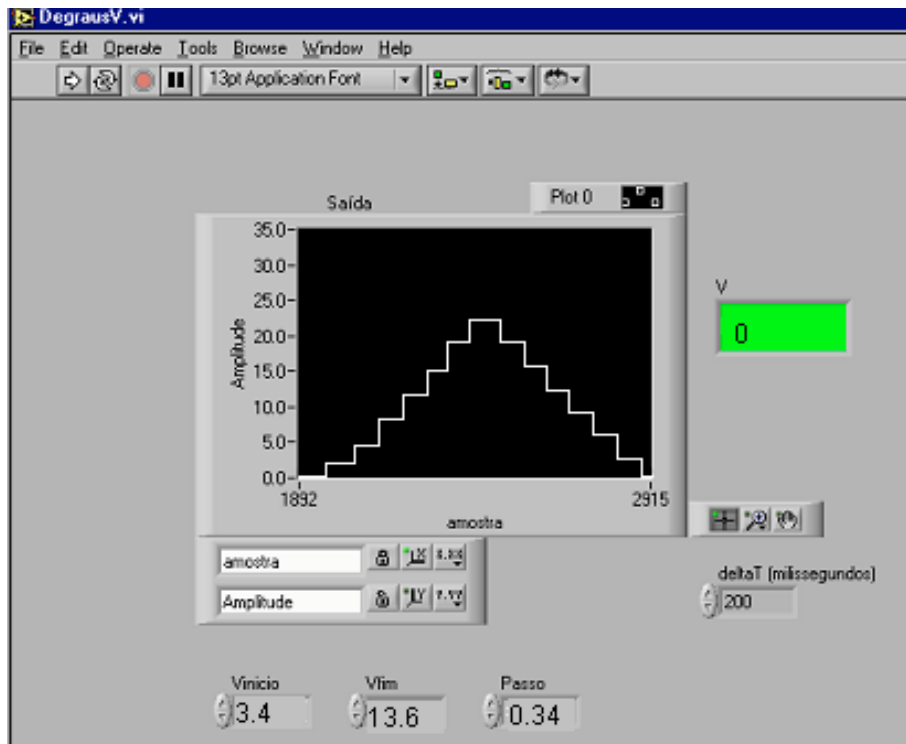 DegrausV.vi
File Edit Operate Tools Browse Window Help
13pt Application Font
Saída
Plot 0
35.0
30.0
25.0
20.0
15.0
10.0
5.0
0.0
Amplitude
1892
2915
amostra
V
0
amostra
Amplitude
deltaT (milissegundos)
200
Vinicio
3.4
Vfim
13.6
Passo
0.34